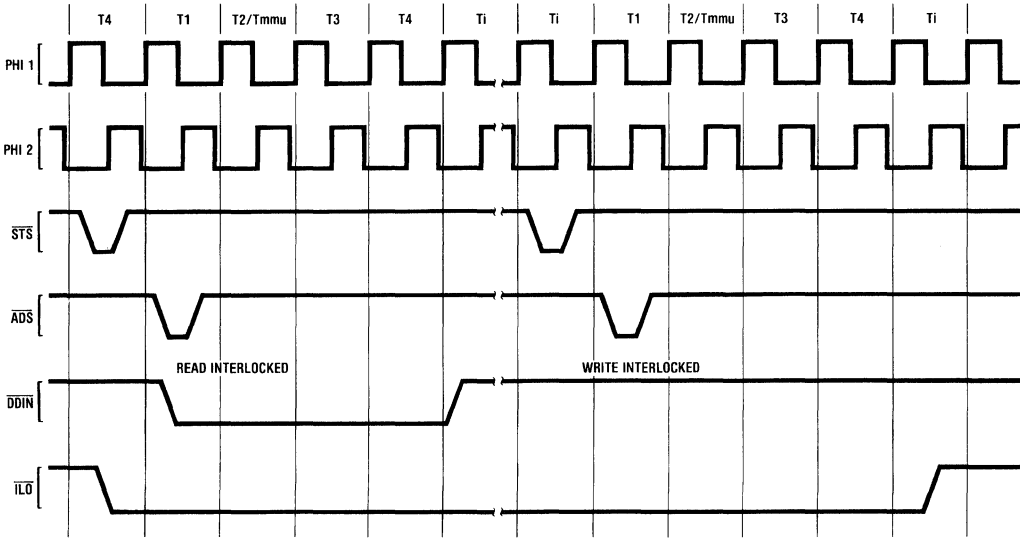 T4 T1 T2/Tmmu T3 T4 Ti Ti T1 T2/Tmmu T3 T4 Ti
PHI 1
PHI 2
STS
ADS
READ INTERLOCKED WRITE INTERLOCKED
DDIN
ILO